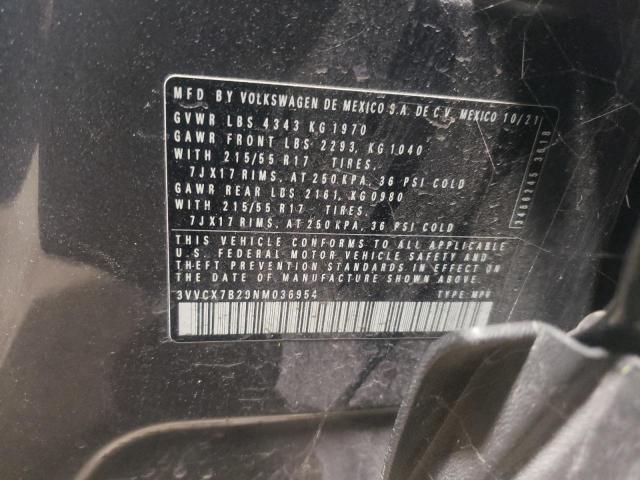 MFD BY VOLKSWAGEN DE MEXICO S.A. DE C.V., MEXICO 10/21
GVWR LBS 4343 KG 1970
GAWR FRONT LBS 2293, KG 1040
WITH 215/55 R17 TIRES,
7JX17 RIMS, AT 250 KPA, 36 PSI COLD
GAWR REAR LBS 2161, KG 0980
WITH 215/55 R17 TIRES,
7JX17 RIMS, AT 250 KPA, 36 PSI COLD
THIS VEHICLE CONFORMS TO ALL APPLICABLE
U.S. FEDERAL MOTOR VEHICLE SAFETY AND
THEFT PREVENTION STANDARDS IN EFFECT ON
THE DATE OF MANUFACTURE SHOWN ABOVE.
3VVCX7B29NM036954 TYPE: MPV